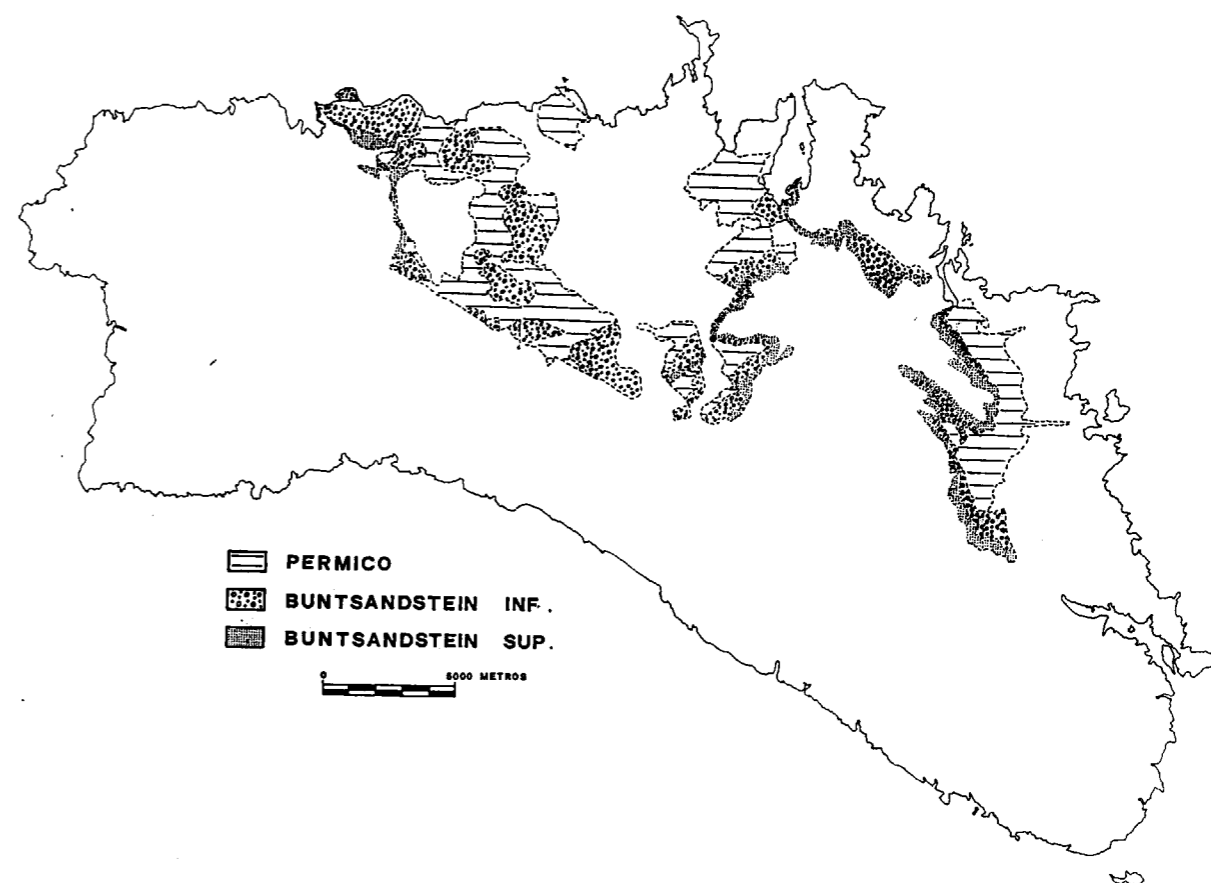 PERMICO
BUNTSANDSTEIN INF.
BUNTSANDSTEIN SUP.
0 5000 METROS